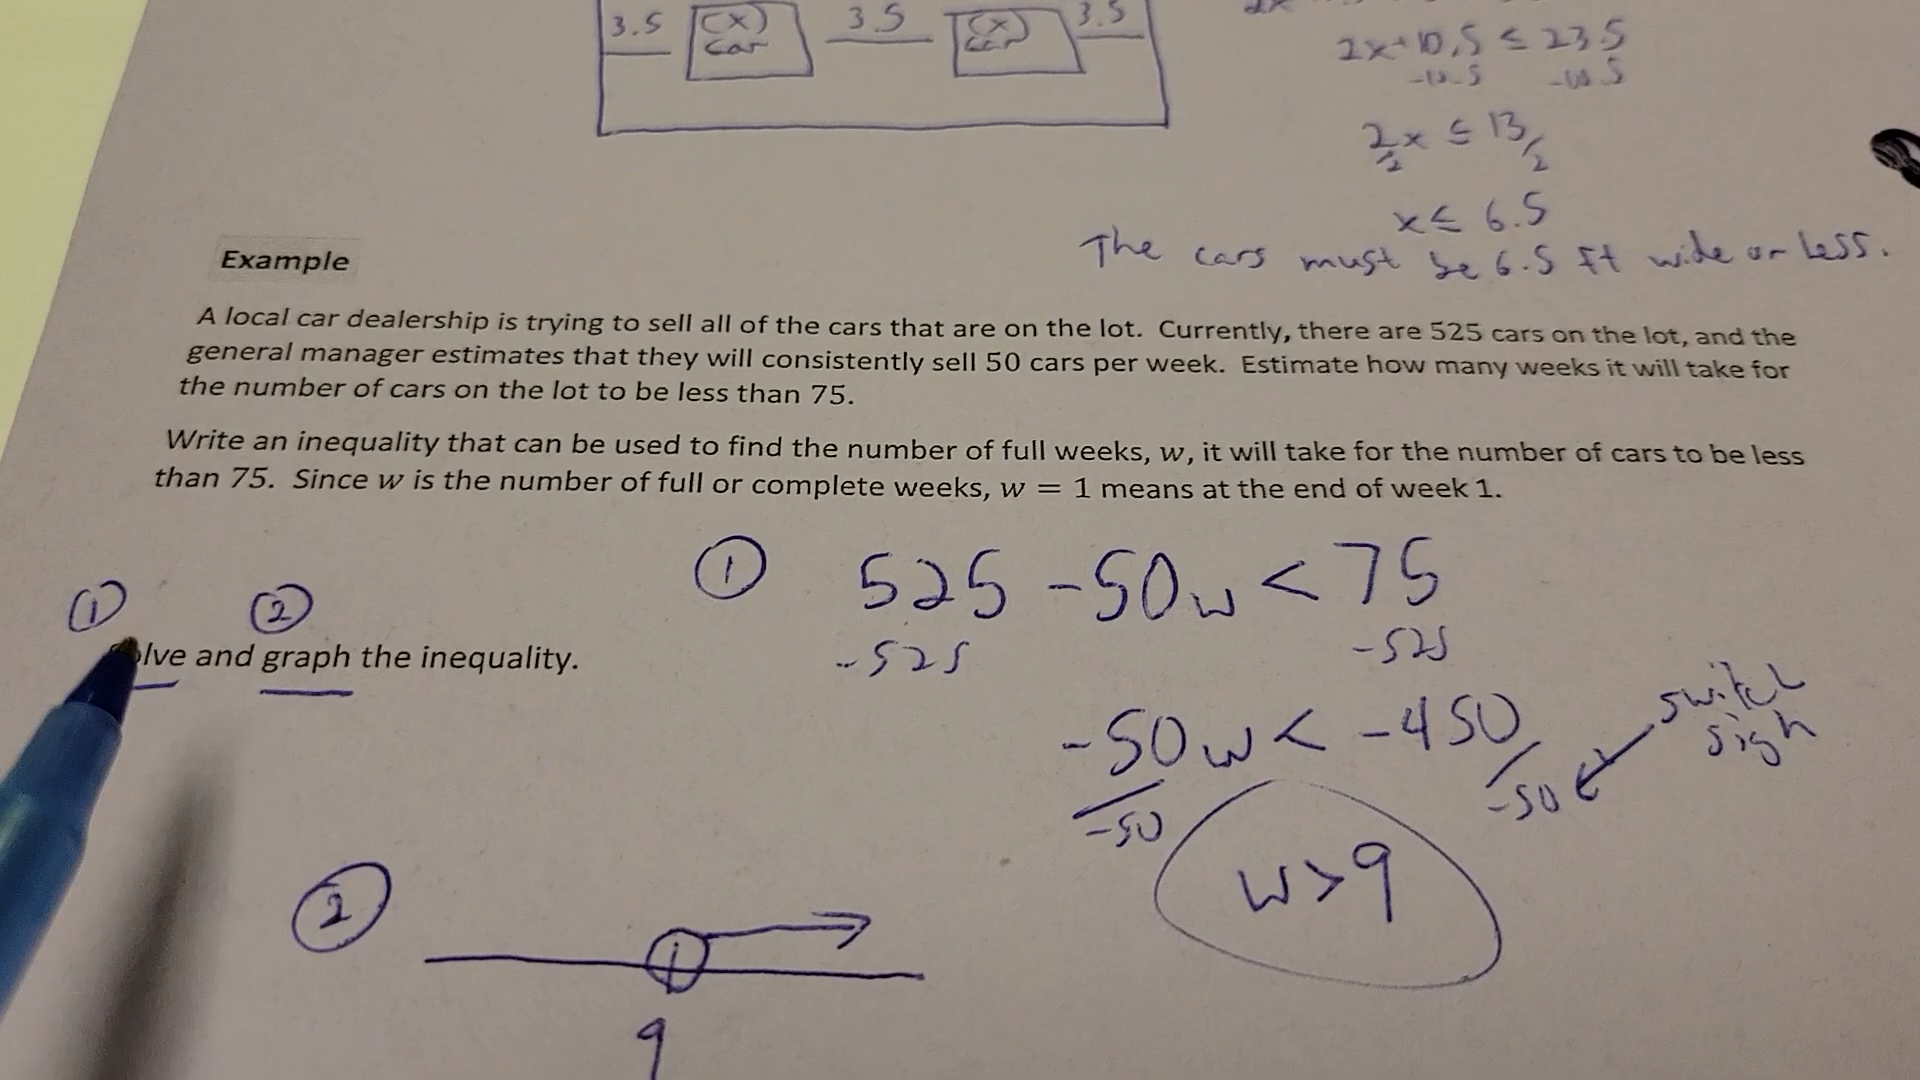 3.5 (x) 3.5 (x) 3.5
car car
2x+10.5 ≤ 23.5
-10.5 -10.5
2x ≤ 13
2 2
x ≤ 6.5
The cars must be 6.5 ft wide or less.
Example
A local car dealership is trying to sell all of the cars that are on the lot. Currently, there are 525 cars on the lot, and the
general manager estimates that they will consistently sell 50 cars per week. Estimate how many weeks it will take for
the number of cars on the lot to be less than 75.
Write an inequality that can be used to find the number of full weeks, w, it will take for the number of cars to be less
than 75. Since w is the number of full or complete weeks, w = 1 means at the end of week 1.
① 525 -50w < 75
-525 -525
① ②
lve and graph the inequality.
-50w < -450
-50 -50
switch
sign
w>9
②
9